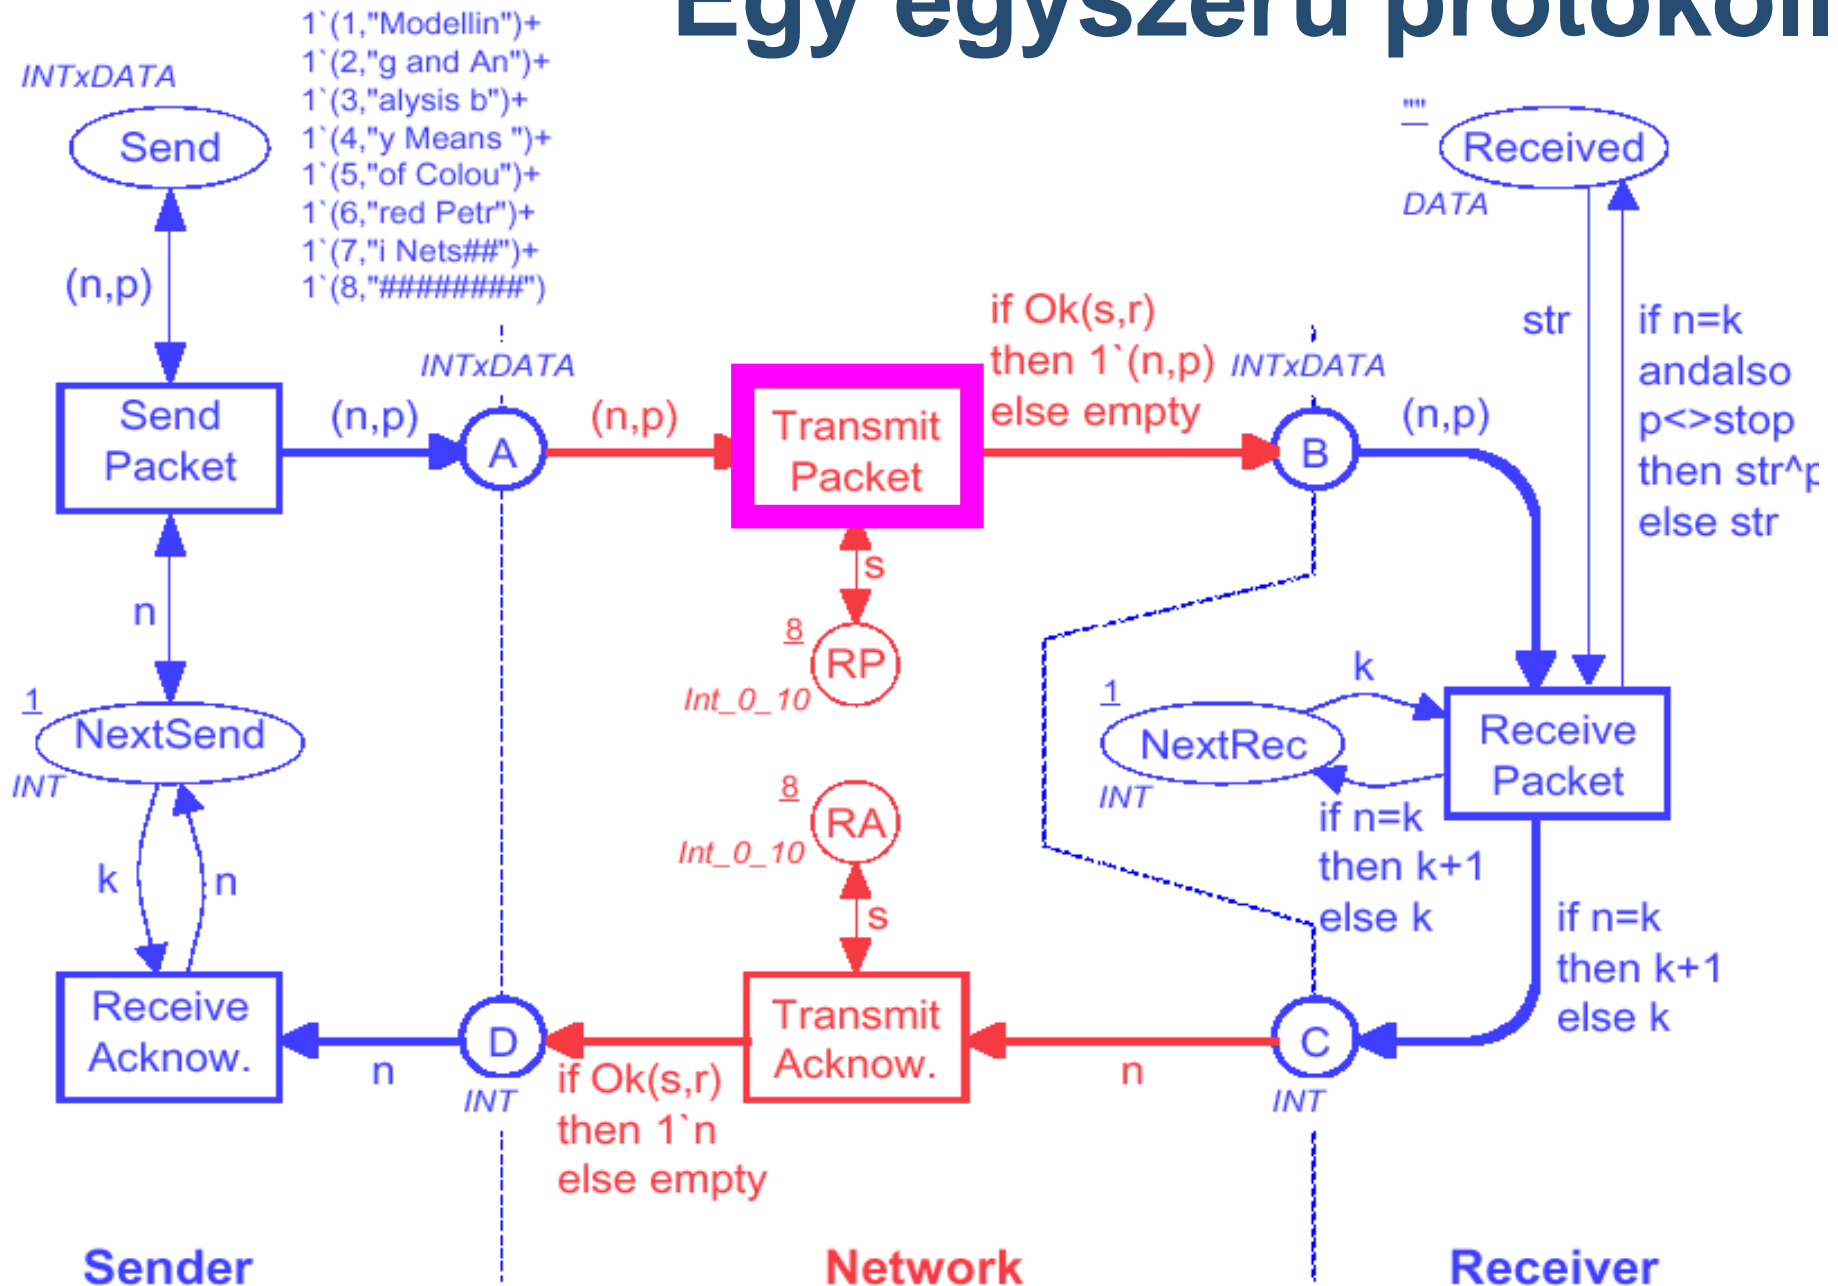 Egy egyszerű protokoll
1`(1,"Modellin")+
1`(2,"g and An")+
1`(3,"alysis b")+
1`(4,"y Means ")+
1`(5,"of Colou")+
1`(6,"red Petr")+
1`(7,"i Nets##")+
1`(8,"########")
INTxDATA
Send
(n,p)
Send
Packet
(n,p)
INTxDATA
A
(n,p)
Transmit
Packet
if Ok(s,r)
then 1`(n,p)
else empty
INTxDATA
B
(n,p)
""
Received
DATA
str
if n=k
andalso
p<>stop
then str^p
else str
n
s
8
RP
Int_0_10
1
NextSend
INT
k
n
8
RA
Int_0_10
s
1
NextRec
INT
k
if n=k
then k+1
else k
Receive
Packet
if n=k
then k+1
else k
Receive
Acknow.
n
D
INT
if Ok(s,r)
then 1`n
else empty
Transmit
Acknow.
n
C
INT
Sender
Network
Receiver